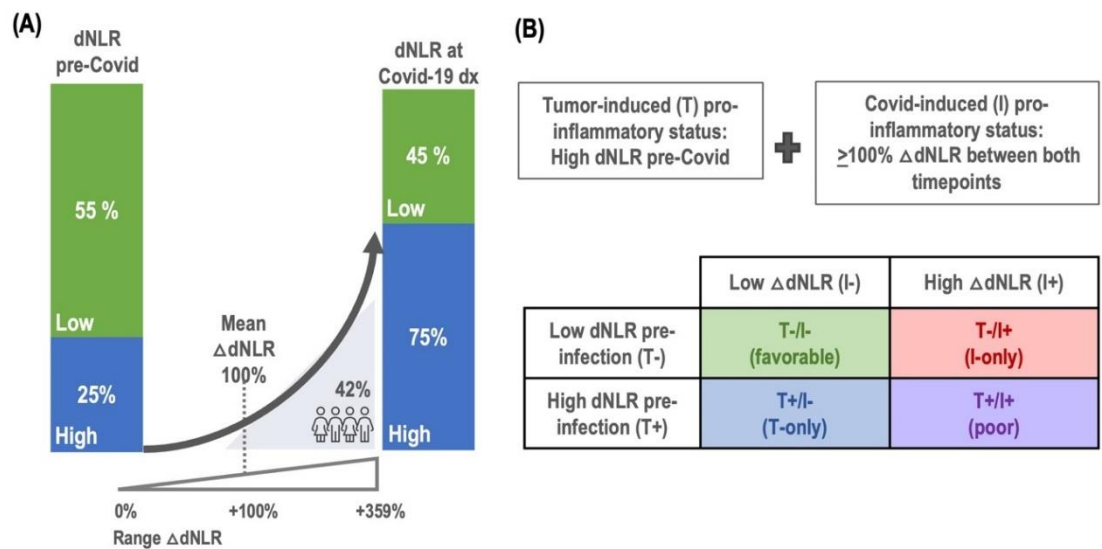 (A)
dNLR
pre-Covid
55 %
Low
25%
High
Mean
△dNLR
100%
42%
dNLR at
Covid-19 dx
45 %
Low
75%
High
0%
+100%
+359%
Range △dNLR
(B)
Tumor-induced (T) pro-
inflammatory status:
High dNLR pre-Covid
Covid-induced (I) pro-
inflammatory status:
≥100% △dNLR between both
timepoints
Low △dNLR (I-)
High △dNLR (I+)
Low dNLR pre-
infection (T-)
T-/I-
(favorable)
T-/I+
(I-only)
High dNLR pre-
infection (T+)
T+/I-
(T-only)
T+/I+
(poor)